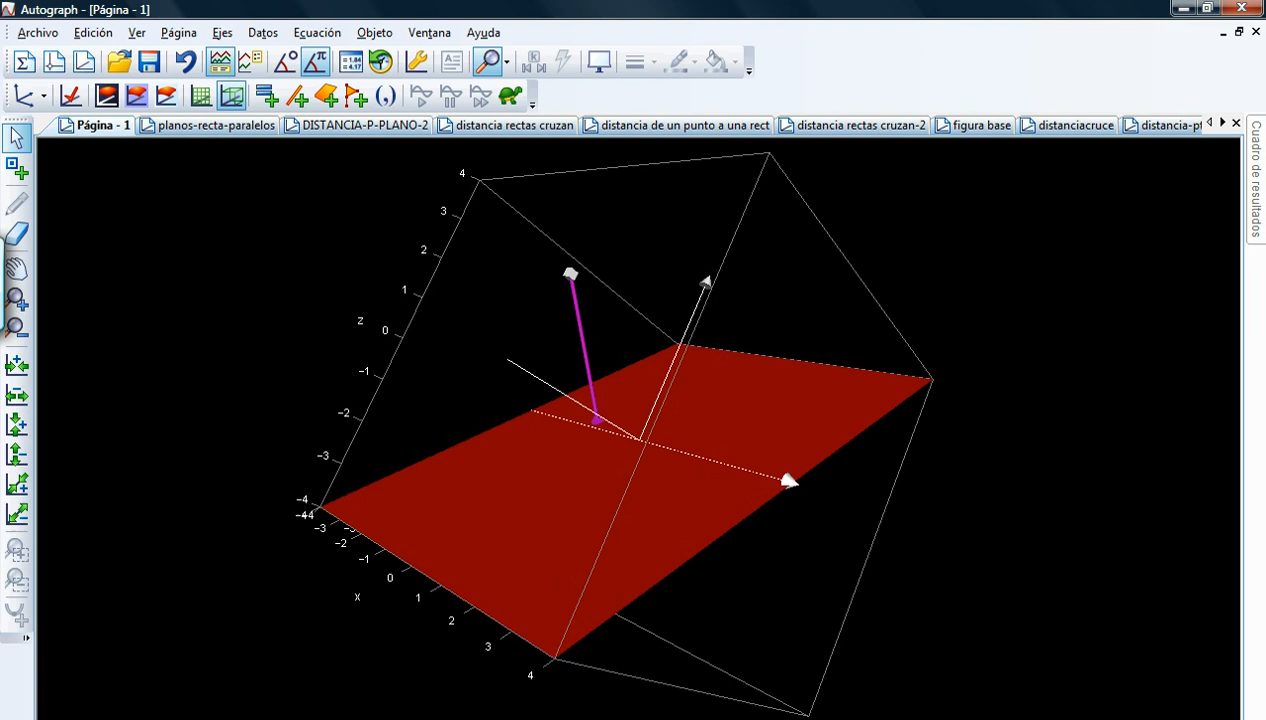 Autograph - [Página - 1]
Archivo Edición Ver Página Ejes Datos Ecuación Objeto Ventana Ayuda
Página - 1 planos-recta-paralelos DISTANCIA-P-PLANO-2 distancia rectas cruzan distancia de un punto a una rect distancia rectas cruzan-2 figura base distanciacruce distancia-pt
Cuadro de resultados
4
3
2
1
z 0
-1
-2
-3
-4
-44
-3
-2
-1
0
x 1
2
3
4